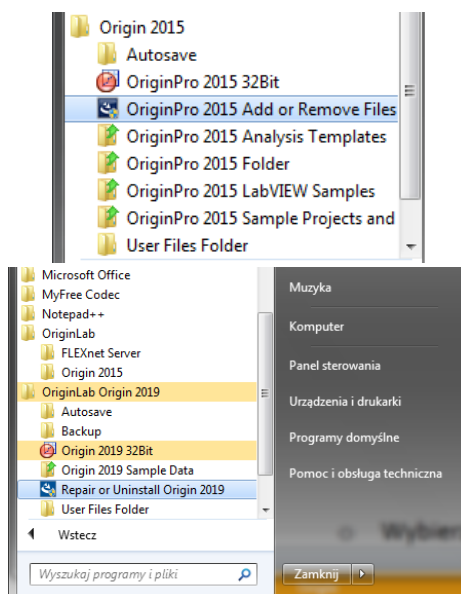 Origin 2015
Autosave
OriginPro 2015 32Bit
OriginPro 2015 Add or Remove Files
OriginPro 2015 Analysis Templates
OriginPro 2015 Folder
OriginPro 2015 LabVIEW Samples
OriginPro 2015 Sample Projects and
User Files Folder
Microsoft Office
MyFree Codec
Notepad++
OriginLab
FLEXnet Server
Origin 2015
OriginLab Origin 2019
Autosave
Backup
Origin 2019 32Bit
Origin 2019 Sample Data
Repair or Uninstall Origin 2019
User Files Folder
Wstecz
Wyszukaj programy i pliki
Muzyka
Komputer
Panel sterowania
Urządzenia i drukarki
Programy domyślne
Pomoc i obsługa techniczna
Wybier
Zamknij